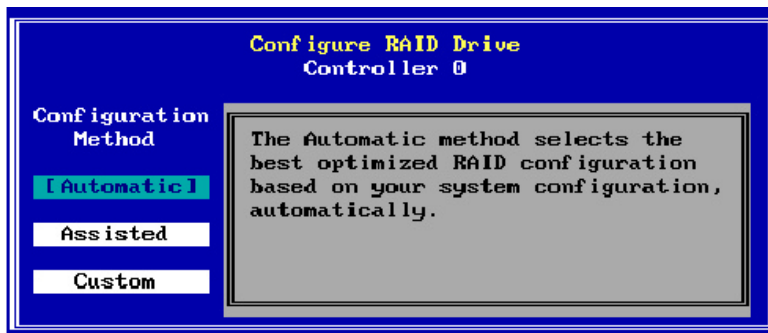 Configure RAID Drive
Controller 0
Configuration
Method
[Automatic]
Assisted
Custom
The Automatic method selects the
best optimized RAID configuration
based on your system configuration,
automatically.